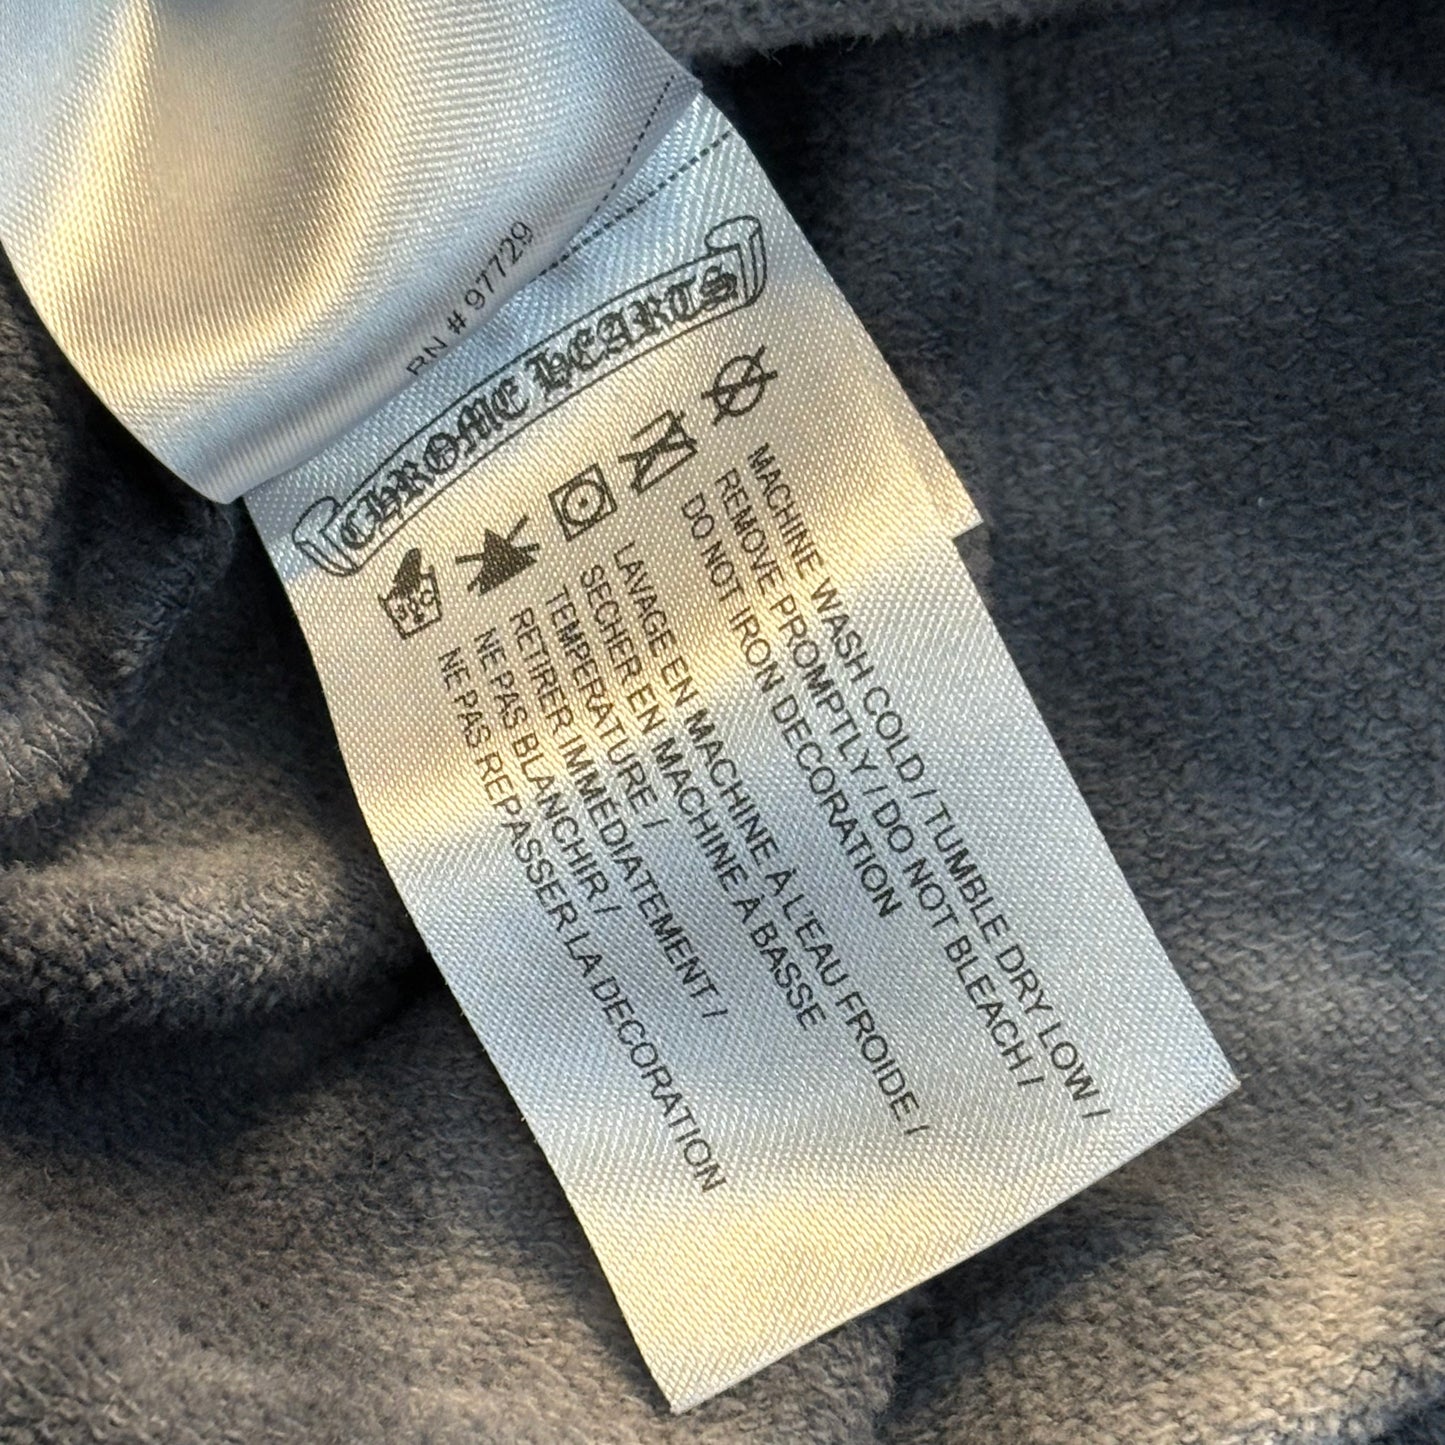 RN # 97729
CHROME HEARTS
MACHINE WASH COLD / TUMBLE DRY LOW /
REMOVE PROMPTLY / DO NOT BLEACH /
DO NOT IRON DECORATION
LAVAGE EN MACHINE À L'EAU FROIDE /
SECHER EN MACHINE À BASSE
TEMPERATURE /
RETIRER IMMEDIATEMENT /
NE PAS BLANCHIR /
NE PAS REPASSER LA DECORATION